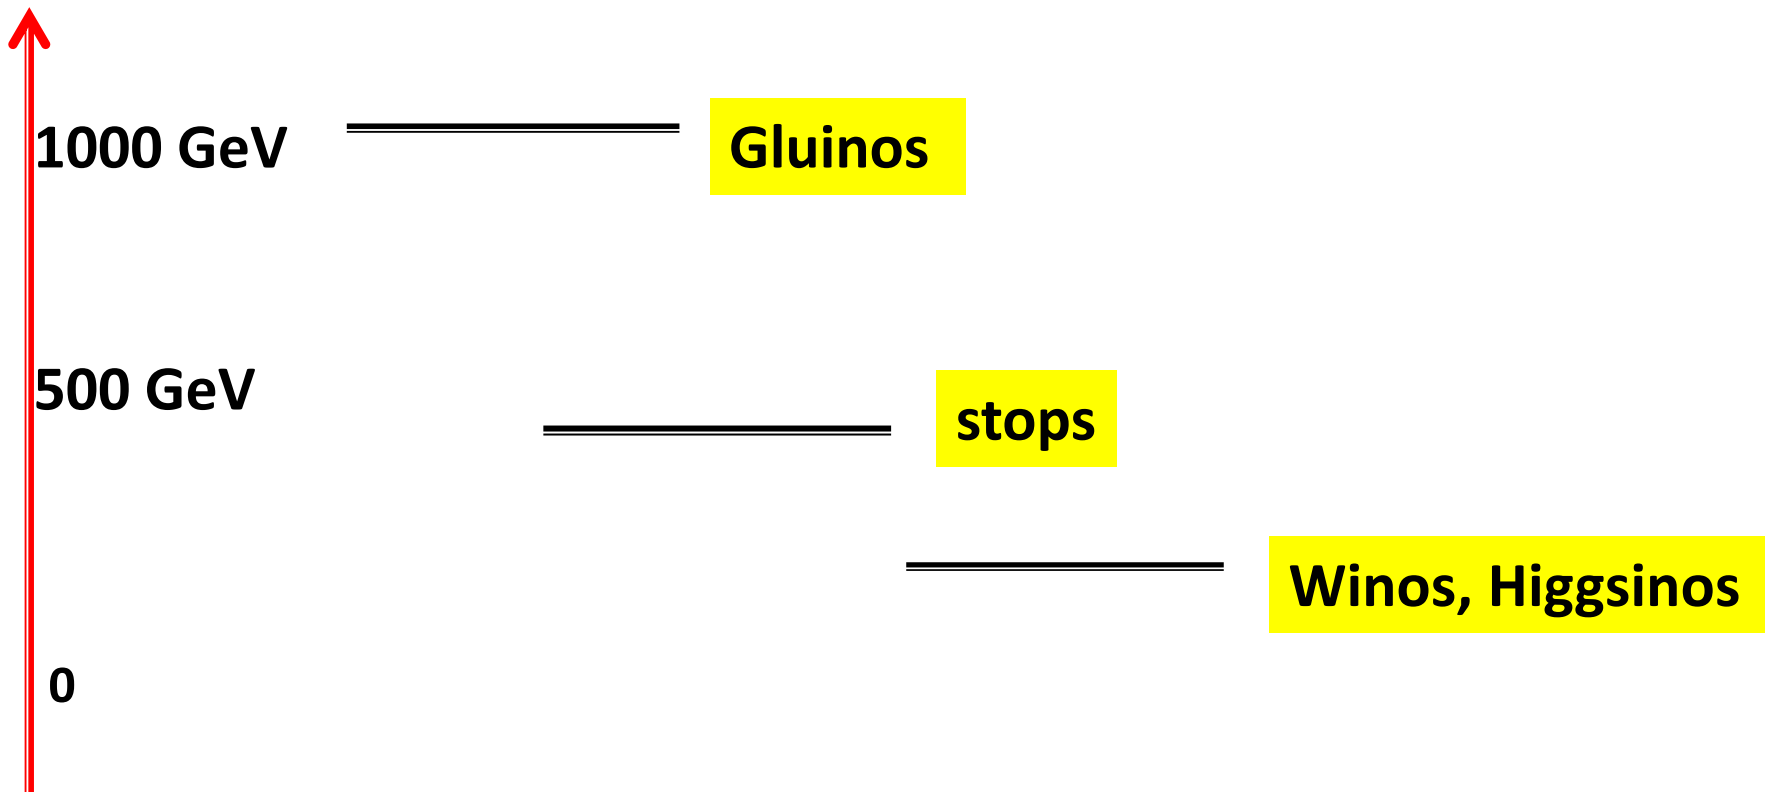 1000 GeV
Gluinos
500 GeV
stops
Winos, Higgsinos
0